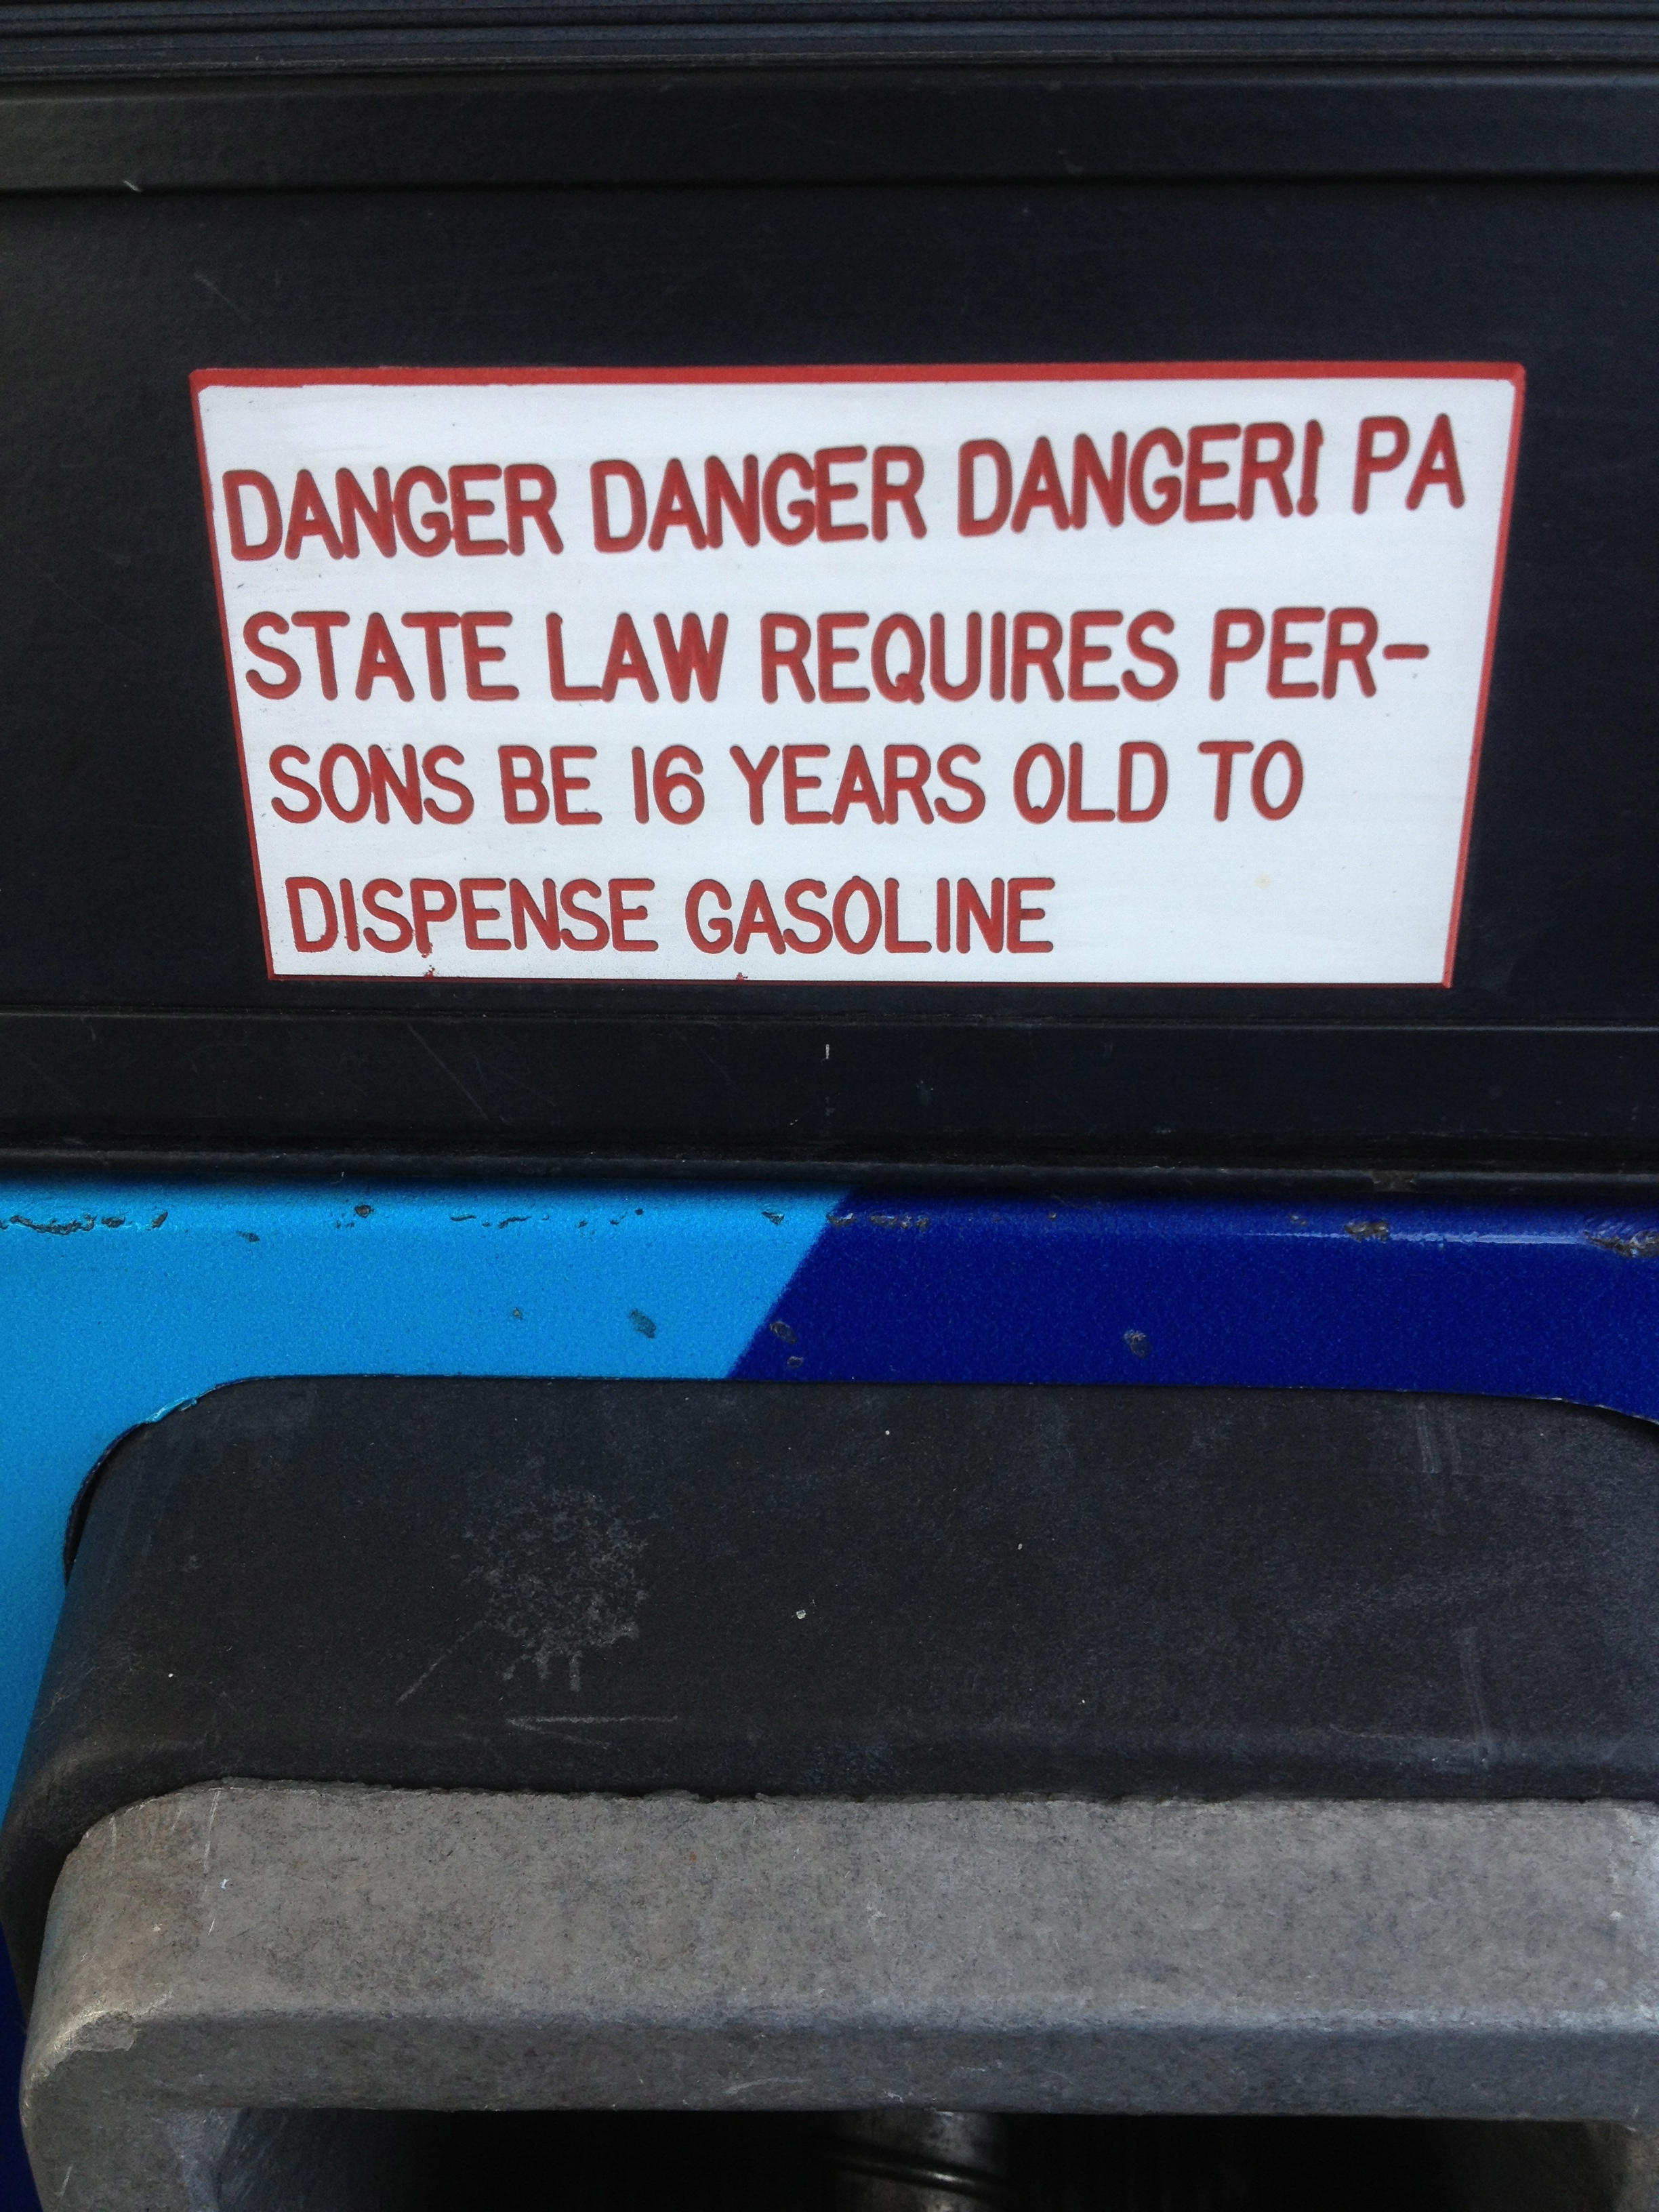 DANGER DANGER DANGER! PA
STATE LAW REQUIRES PER-
SONS BE 16 YEARS OLD TO
DISPENSE GASOLINE